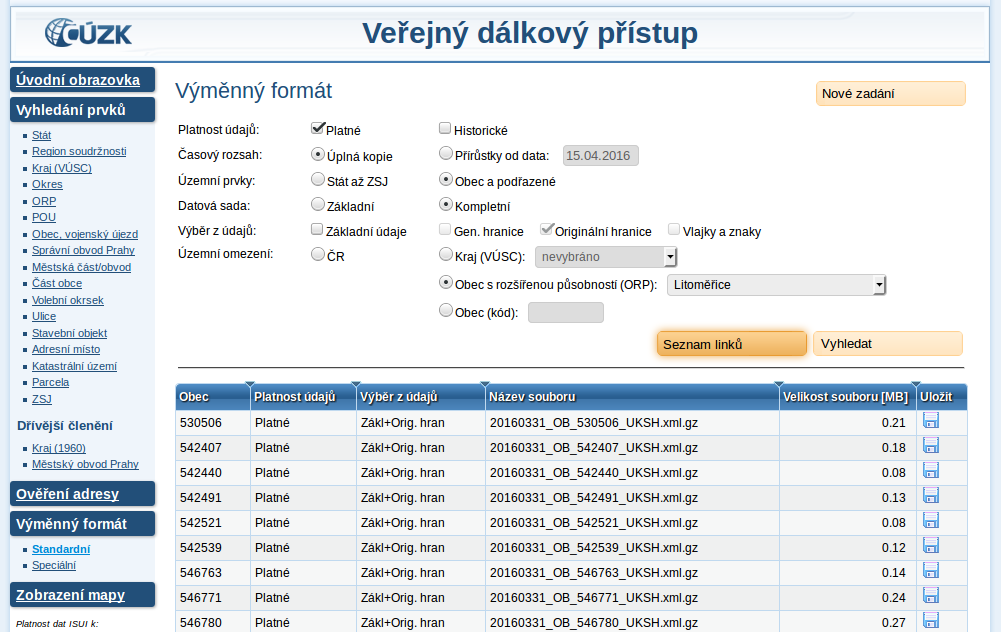 ČÚZK
Veřejný dálkový přístup
Úvodní obrazovka
Vyhledání prvků
Stát
Region soudržnosti
Kraj (VÚSC)
Okres
ORP
POU
Obec, vojenský újezd
Správní obvod Prahy
Městská část/obvod
Část obce
Volební okrsek
Ulice
Stavební objekt
Adresní místo
Katastrální území
Parcela
ZSJ
Dřívější členění
Kraj (1960)
Městský obvod Prahy
Ověření adresy
Výměnný formát
Standardní
Speciální
Zobrazení mapy
Platnost dat ISUI k:
Výměnný formát
Nové zadání
Platnost údajů: Platné Historické
Časový rozsah: Úplná kopie Přírůstky od data: 15.04.2016
Územní prvky: Stát až ZSJ Obec a podřazené
Datová sada: Základní Kompletní
Výběr z údajů: Základní údaje Gen. hranice Originální hranice Vlajky a znaky
Územní omezení: ČR Kraj (VÚSC): nevybráno
Obec s rozšířenou působností (ORP): Litoměřice
Obec (kód):
Seznam linků Vyhledat
Obec Platnost údajů Výběr z údajů Název souboru Velikost souboru [MB] Uložit
530506 Platné Zákl+Orig. hran 20160331_OB_530506_UKSH.xml.gz 0.21
542407 Platné Zákl+Orig. hran 20160331_OB_542407_UKSH.xml.gz 0.18
542440 Platné Zákl+Orig. hran 20160331_OB_542440_UKSH.xml.gz 0.08
542491 Platné Zákl+Orig. hran 20160331_OB_542491_UKSH.xml.gz 0.13
542521 Platné Zákl+Orig. hran 20160331_OB_542521_UKSH.xml.gz 0.08
542539 Platné Zákl+Orig. hran 20160331_OB_542539_UKSH.xml.gz 0.12
546763 Platné Zákl+Orig. hran 20160331_OB_546763_UKSH.xml.gz 0.14
546771 Platné Zákl+Orig. hran 20160331_OB_546771_UKSH.xml.gz 0.24
546780 Platné Zákl+Orig. hran 20160331_OB_546780_UKSH.xml.gz 0.27